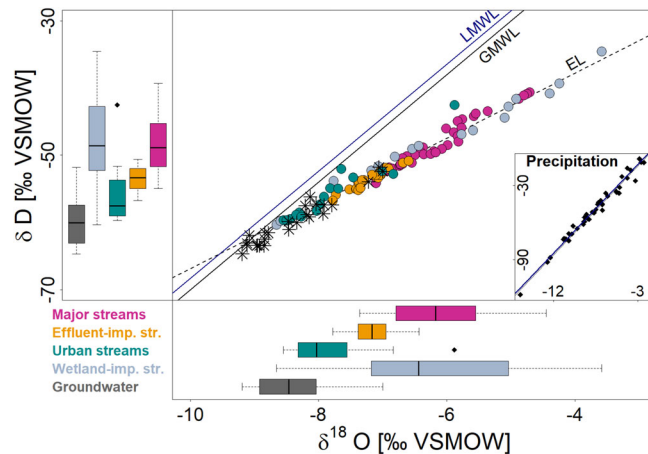 -30
-50
-70
δ D [‰ VSMOW]
LMWL
GMWL
EL
Precipitation
-30
-90
-12
-3
Major streams
Effluent-imp. str.
Urban streams
Wetland-imp. str.
Groundwater
-10
-8
-6
-4
δ18 O [‰ VSMOW]